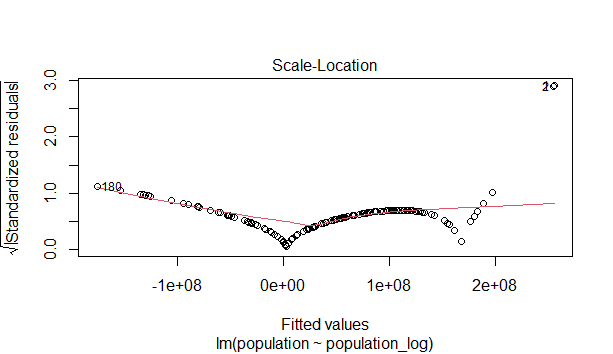 Scale-Location
√|Standardized residuals|
3.0
2.0
1.0
0.0
180
-1e+08
0e+00
1e+08
2e+08
Fitted values
lm(population ~ population_log)